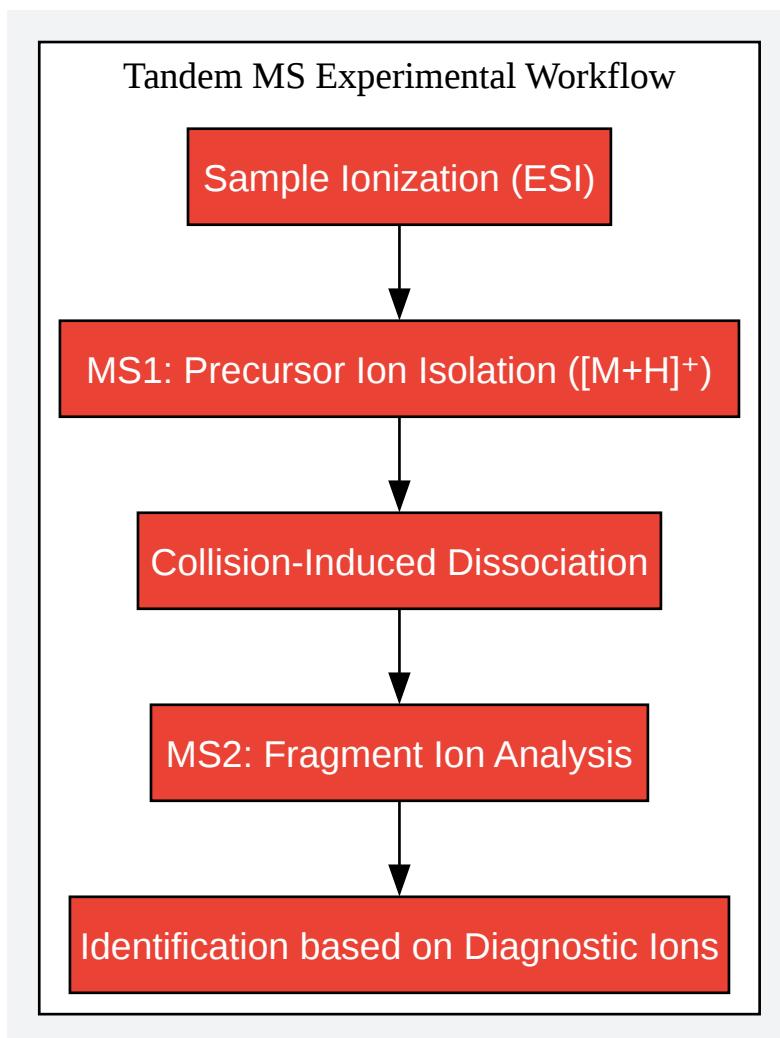 Tandem MS Experimental Workflow
Sample Ionization (ESI)
MS1: Precursor Ion Isolation ([M+H]⁺)
Collision-Induced Dissociation
MS2: Fragment Ion Analysis
Identification based on Diagnostic Ions